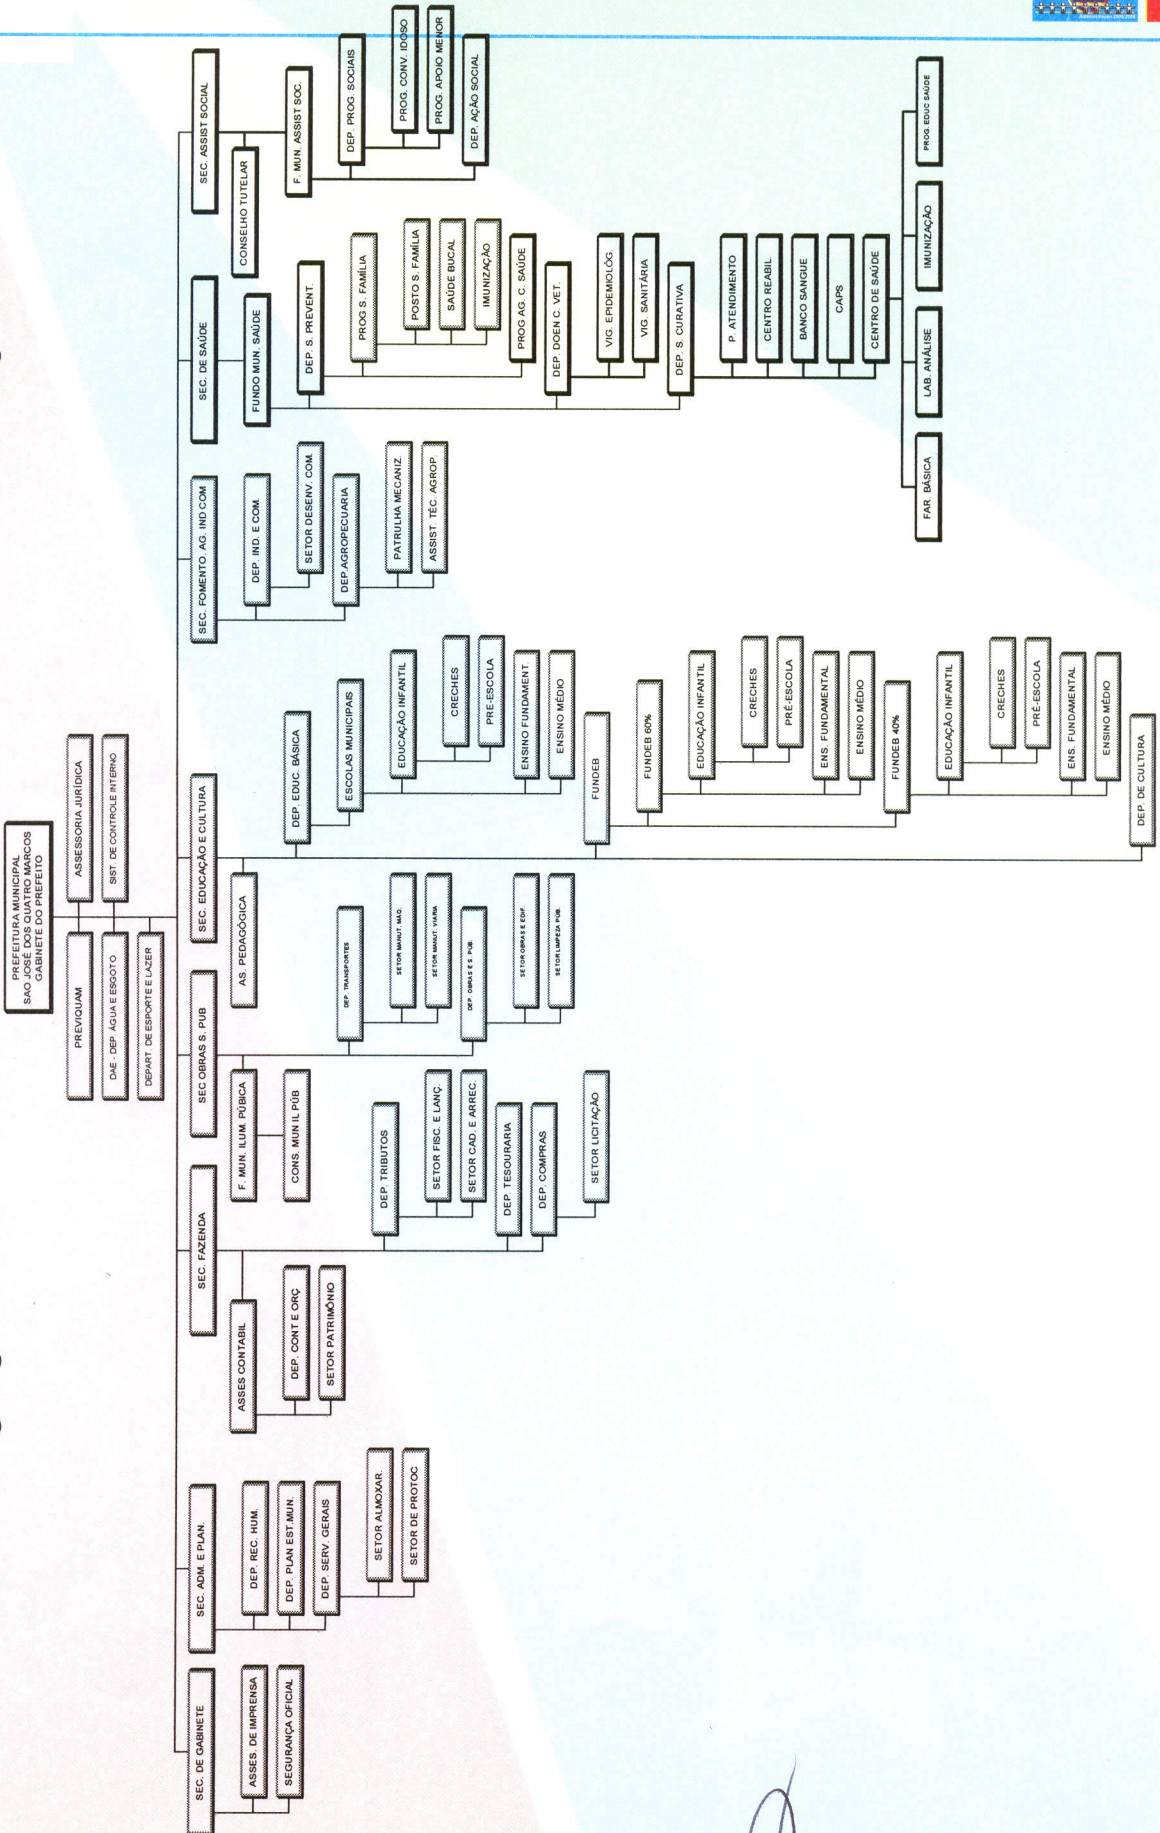 PREFEITURA MUNICIPAL
SAO JOSÉ DOS QUATRO MARCOS
GABINETE DO PREFEITO
PREVIQUAM
ASSESSORIA JURÍDICA
DAE - DEP. ÁGUA E ESGOTO
SIST. DE CONTROLE INTERNO
DEPART. DE ESPORTE E LAZER
SEC. DE GABINETE
ASSES. DE IMPRENSA
SEGURANÇA OFICIAL
SEC. ADM. E PLAN.
DEP. REC. HUM.
DEP. PLAN EST.MUN.
DEP. SERV. GERAIS
SETOR ALMOXAR.
SETOR DE PROTOC
SEC. FAZENDA
ASSES CONTABIL
DEP. CONT E ORÇ
SETOR PATRIMÔNIO
DEP. TRIBUTOS
SETOR FISC. E LANÇ.
SETOR CAD. E ARREC.
DEP. TESOURARIA
DEP. COMPRAS
SETOR LICITAÇÃO
SEC OBRAS S. PUB
F. MUN. ILUM. PÚBICA
CONS. MUN IL PÚB
DEP. TRANSPORTES
SETOR MANUT. MAQ.
SETOR MANUT. VIARIA
DEP. OBRAS E S. PÚB.
SETOR OBRAS E EDIF.
SETOR LIMPEZA PÚB.
SEC. EDUCAÇÃO E CULTURA
AS. PEDAGÓGICA
DEP. EDUC. BÁSICA
ESCOLAS MUNICIPAIS
EDUCAÇÃO INFANTIL
CRECHES
PRE-ESCOLA
ENSINO FUNDAMENT.
ENSINO MÉDIO
FUNDEB
FUNDEB 60%
EDUCAÇÃO INFANTIL
CRECHES
PRÉ-ESCOLA
ENS. FUNDAMENTAL
ENSINO MÉDIO
FUNDEB 40%
EDUCAÇÃO INFANTIL
CRECHES
PRÉ-ESCOLA
ENS. FUNDAMENTAL
ENSINO MÉDIO
DEP. DE CULTURA
SEC. FOMENTO. AG. IND COM
DEP. IND. E COM.
SETOR DESENV. COM.
DEP.AGROPECUARIA
PATRULHA MECANIZ.
ASSIST. TÉC. AGROP.
SEC. DE SAÚDE
FUNDO MUN. SAÚDE
DEP. S. PREVENT.
PROG S. FAMÍLIA
POSTO S. FAMÍLIA
SAÚDE BUCAL
IMUNIZAÇÃO
PROG AG. C. SAÚDE
DEP. DOEN C. VET.
VIG. EPIDEMIOLÓG.
VIG. SANITÁRIA
DEP. S. CURATIVA
P. ATENDIMENTO
CENTRO REABIL.
BANCO SANGUE
CAPS
CENTRO DE SAÚDE
FAR. BÁSICA
LAB. ANÁLISE
IMUNIZAÇÃO
PROG. EDUC SAÚDE
SEC. ASSIST SOCIAL
CONSELHO TUTELAR
F. MUN. ASSIST SOC.
DEP. PROG. SOCIAIS
PROG. CONV. IDOSO
PROG. APOIO MENOR
DEP. AÇÃO SOCIAL